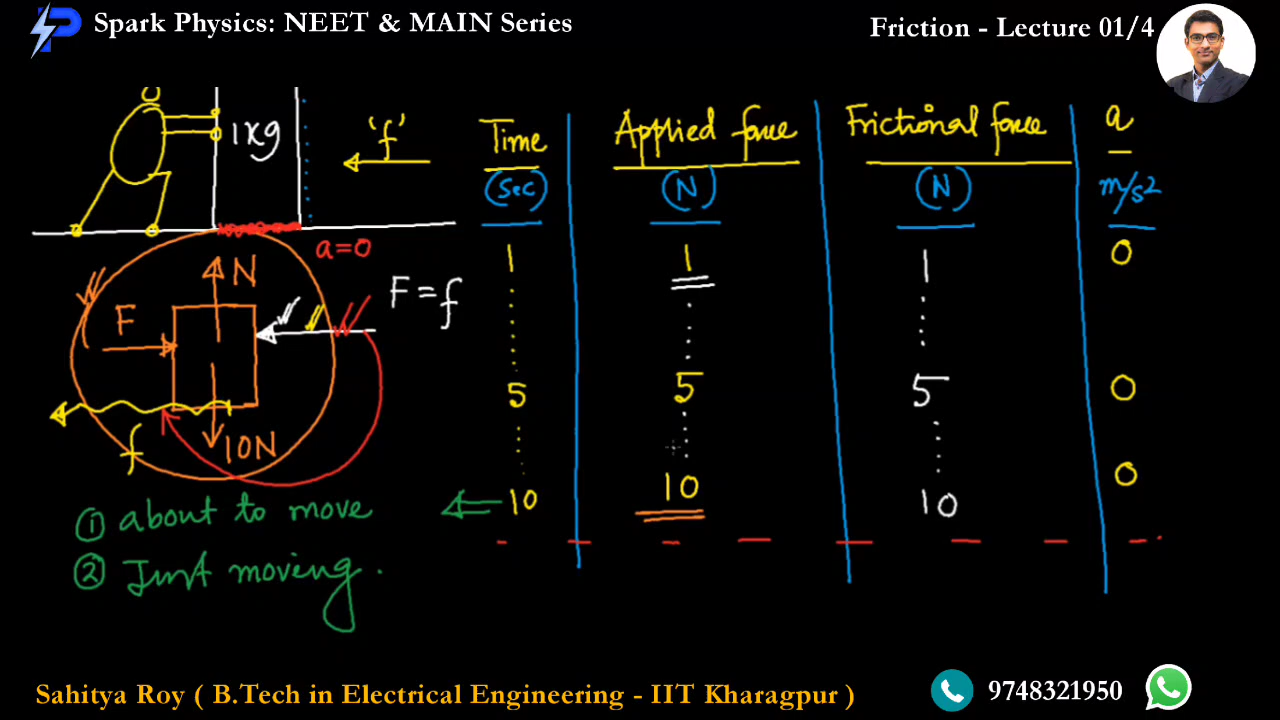 Spark Physics: NEET & MAIN Series
Friction - Lecture 01/4
1kg
'f'
Time Applied force Frictional force a
(Sec) (N) (N) m/s²
a=0
1 1 1 0
N
F = f
F
5 5 5 0
f
10N
10 10 10 0
① about to move
② Just moving.
Sahitya Roy ( B.Tech in Electrical Engineering - IIT Kharagpur )
9748321950